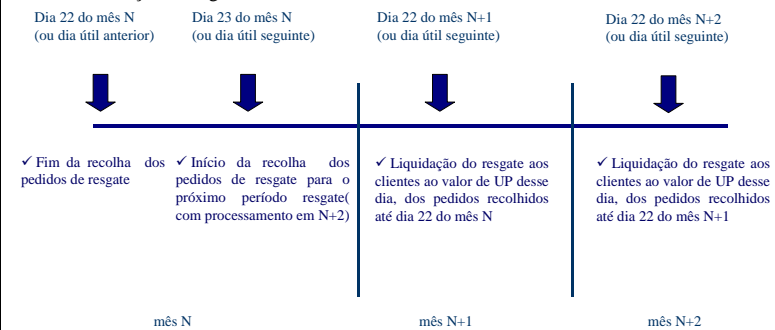 Dia 22 do mês N
(ou dia útil anterior)
Dia 23 do mês N
(ou dia útil seguinte)
Dia 22 do mês N+1
(ou dia útil seguinte)
Dia 22 do mês N+2
(ou dia útil seguinte)
✓ Fim da recolha dos
pedidos de resgate
✓ Início da recolha dos
pedidos de resgate para o
próximo período resgate(
com processamento em N+2)
✓ Liquidação do resgate aos
clientes ao valor de UP desse
dia, dos pedidos recolhidos
até dia 22 do mês N
✓ Liquidação do resgate aos
clientes ao valor de UP desse
dia, dos pedidos recolhidos
até dia 22 do mês N+1
mês N
mês N+1
mês N+2